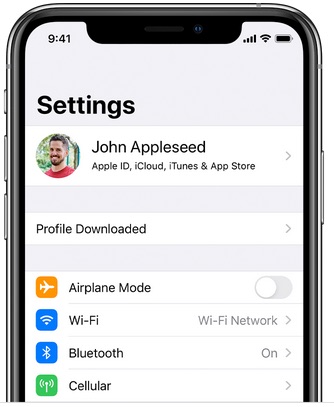 9:41
Settings
John Appleseed
Apple ID, iCloud, iTunes & App Store
Profile Downloaded
Airplane Mode
Wi-Fi Wi-Fi Network
Bluetooth On
Cellular